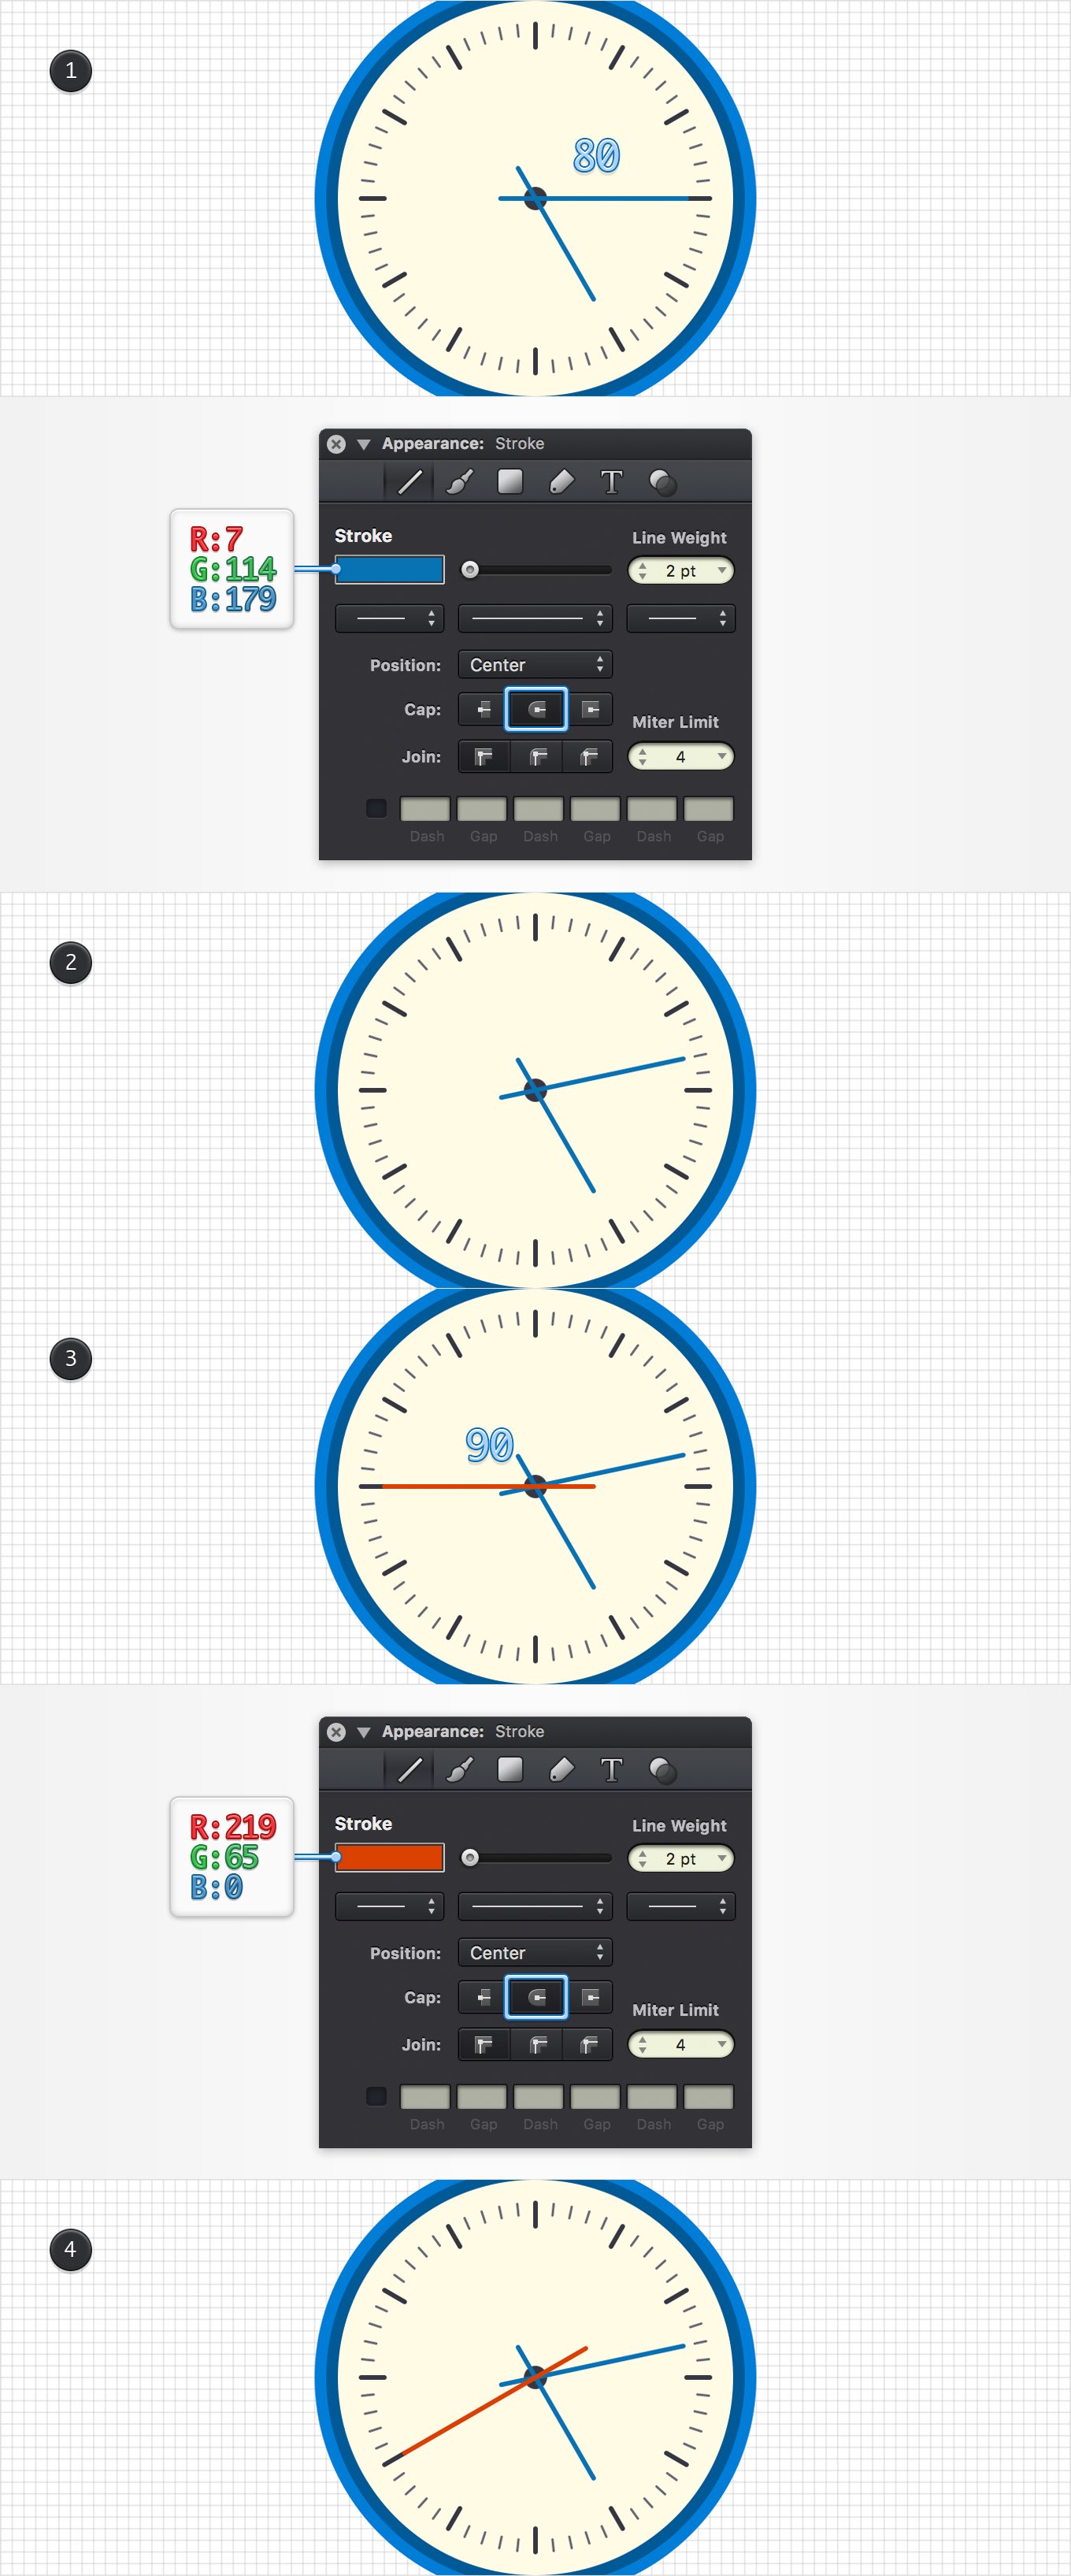 1
80
Appearance: Stroke
T
Stroke
Line Weight
R:7
G:114
B:179
2 pt
Position: Center
Cap:
Miter Limit
Join:
4
Dash Gap Dash Gap Dash Gap
2
3
90
Appearance: Stroke
T
Stroke
Line Weight
R:219
G:65
B:0
2 pt
Position: Center
Cap:
Miter Limit
Join:
4
Dash Gap Dash Gap Dash Gap
4